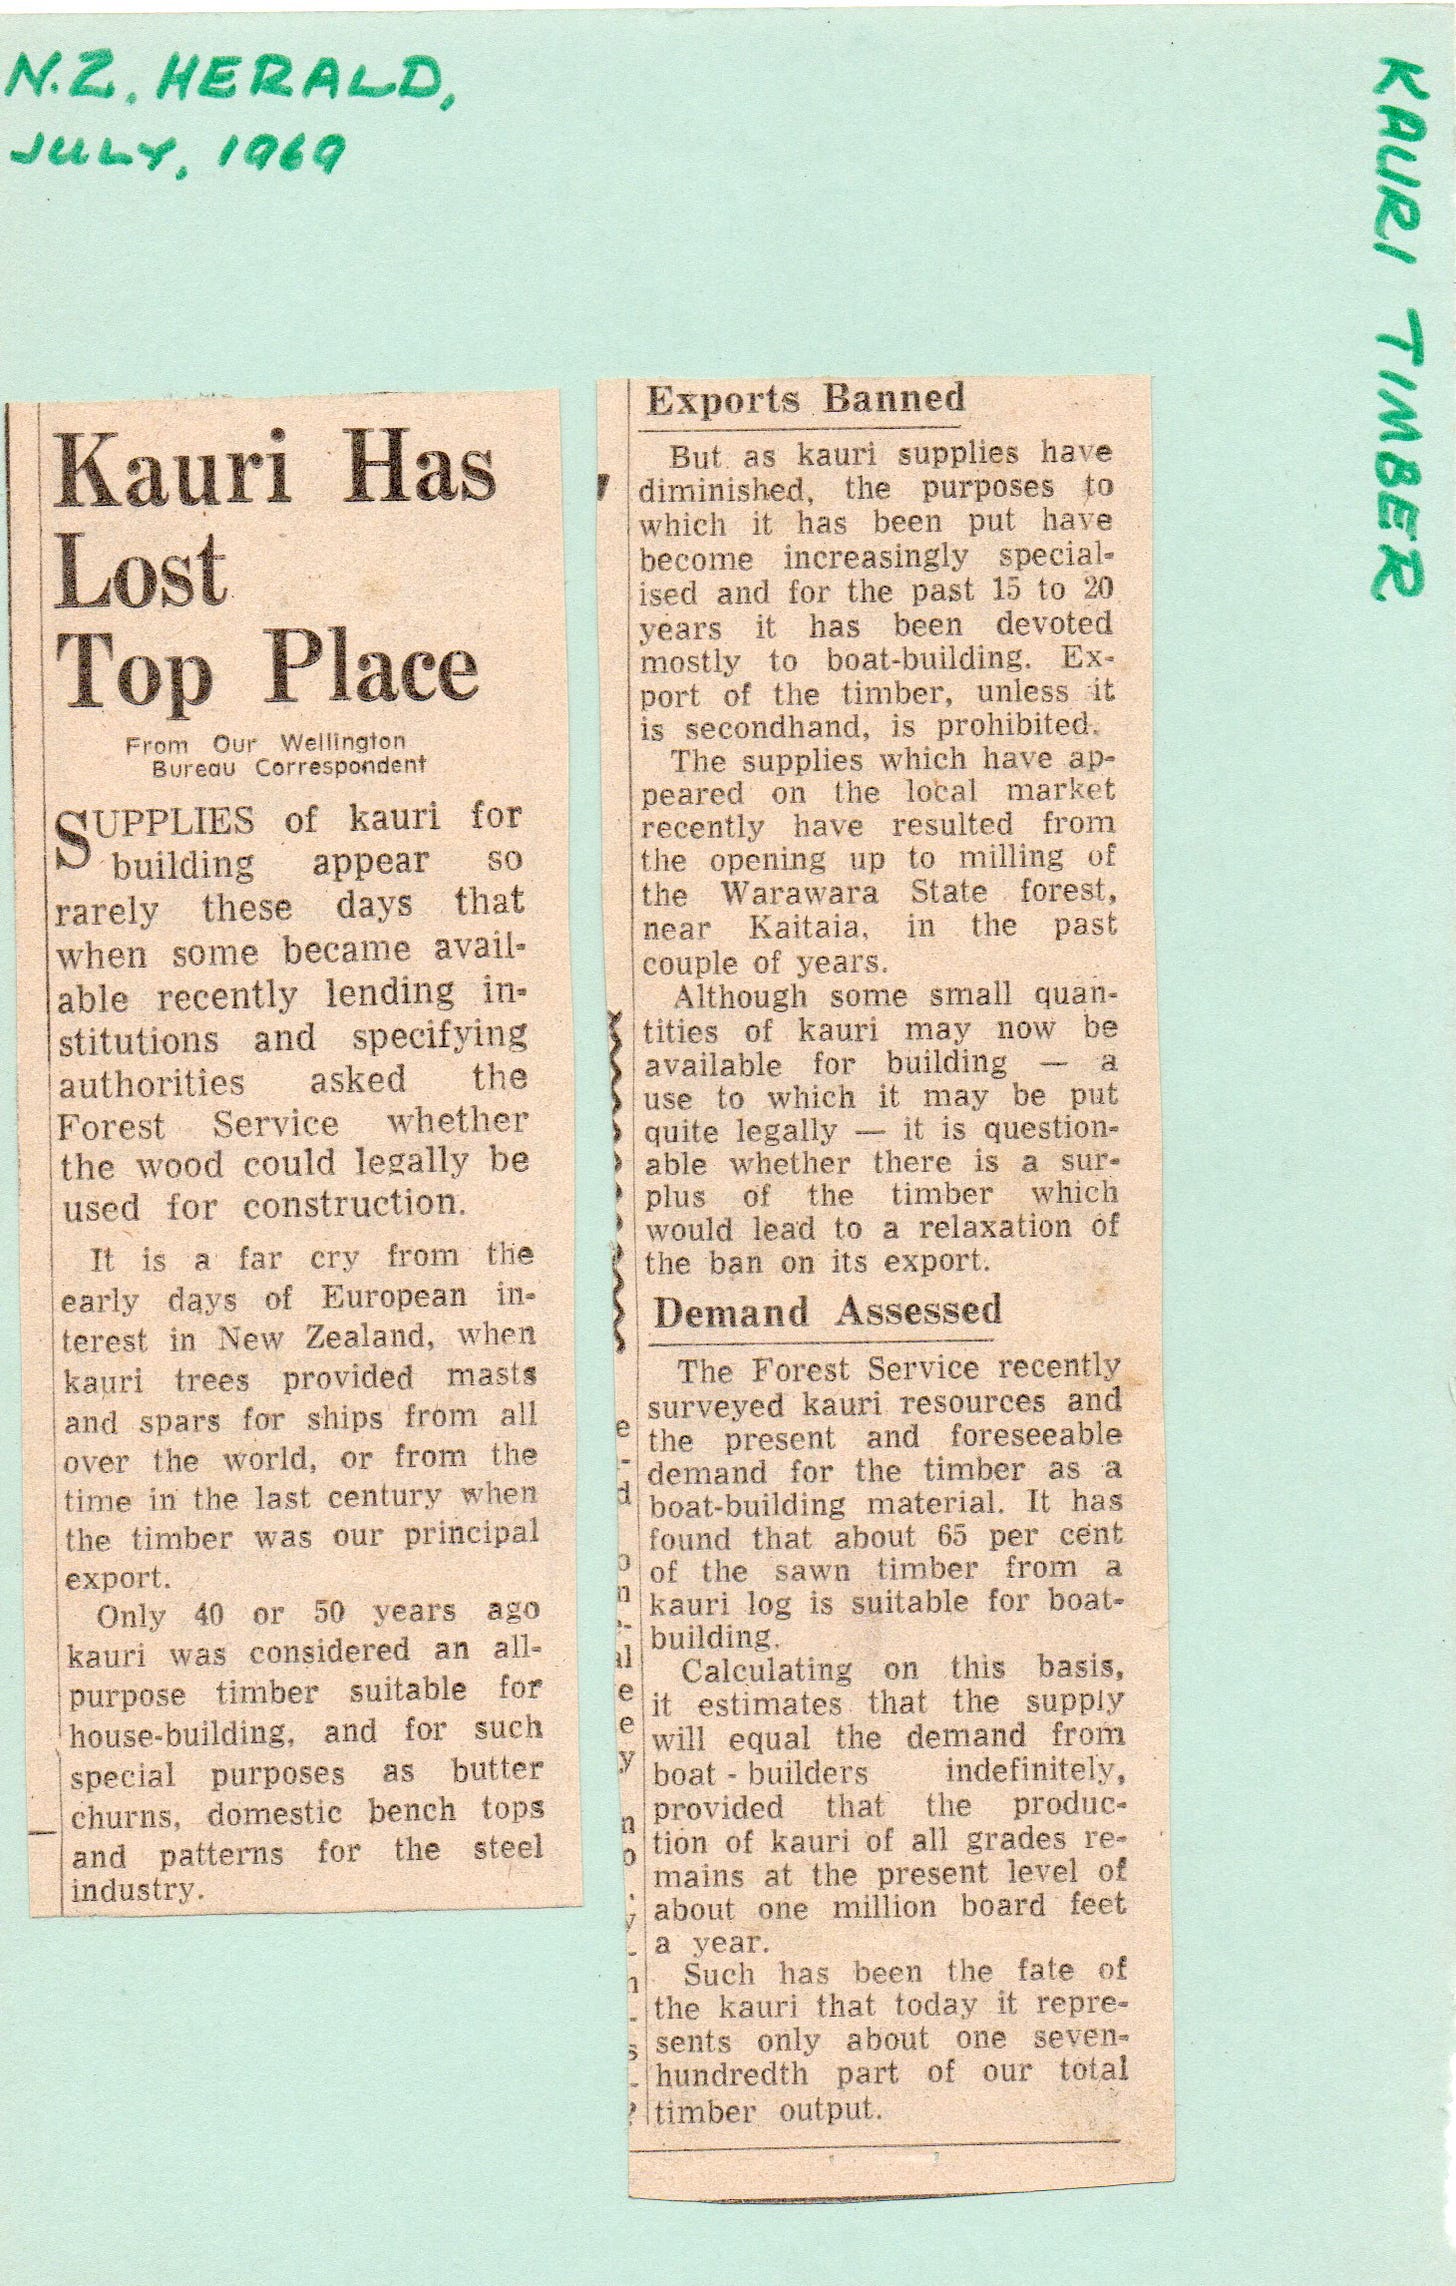 N.Z. HERALD,
JULY, 1969
KAURI TIMBER
Kauri Has
Lost
Top Place
From Our Wellington
Bureau Correspondent
SUPPLIES of kauri for
building appear so
rarely these days that
when some became avail-
able recently lending in-
stitutions and specifying
authorities asked the
Forest Service whether
the wood could legally be
used for construction.
It is a far cry from the
early days of European in-
terest in New Zealand, when
kauri trees provided masts
and spars for ships from all
over the world, or from the
time in the last century when
the timber was our principal
export.
Only 40 or 50 years ago
kauri was considered an all-
purpose timber suitable for
house-building, and for such
special purposes as butter
churns, domestic bench tops
and patterns for the steel
industry.
Exports Banned
But as kauri supplies have
diminished, the purposes to
which it has been put have
become increasingly special-
ised and for the past 15 to 20
years it has been devoted
mostly to boat-building. Ex-
port of the timber, unless it
is secondhand, is prohibited.
The supplies which have ap-
peared on the local market
recently have resulted from
the opening up to milling of
the Warawara State forest,
near Kaitaia, in the past
couple of years.
Although some small quan-
tities of kauri may now be
available for building — a
use to which it may be put
quite legally — it is question-
able whether there is a sur-
plus of the timber which
would lead to a relaxation of
the ban on its export.
Demand Assessed
The Forest Service recently
surveyed kauri resources and
the present and foreseeable
demand for the timber as a
boat-building material. It has
found that about 65 per cent
of the sawn timber from a
kauri log is suitable for boat-
building.
Calculating on this basis,
it estimates that the supply
will equal the demand from
boat - builders indefinitely,
provided that the produc-
tion of kauri of all grades re-
mains at the present level of
about one million board feet
a year.
Such has been the fate of
the kauri that today it repre-
sents only about one seven-
hundredth part of our total
timber output.